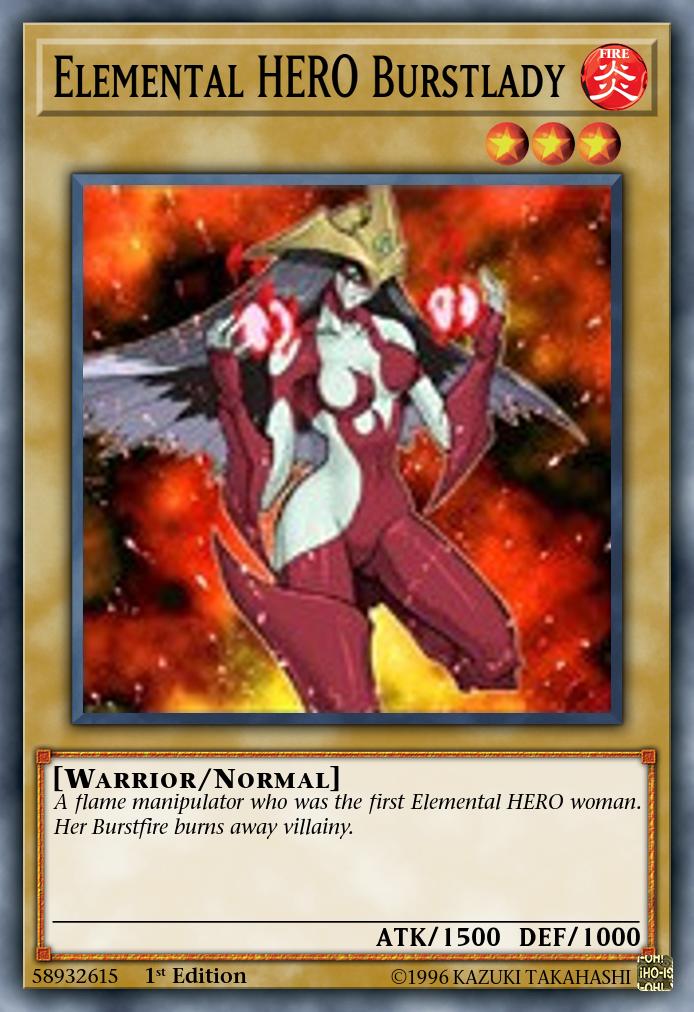 ELEMENTAL HERO BURSTLADY
FIRE
炎
[WARRIOR/NORMAL]
A flame manipulator who was the first Elemental HERO woman.
Her Burstfire burns away villainy.
ATK/1500 DEF/1000
58932615 1st Edition ©1996 KAZUKI TAKAHASHI